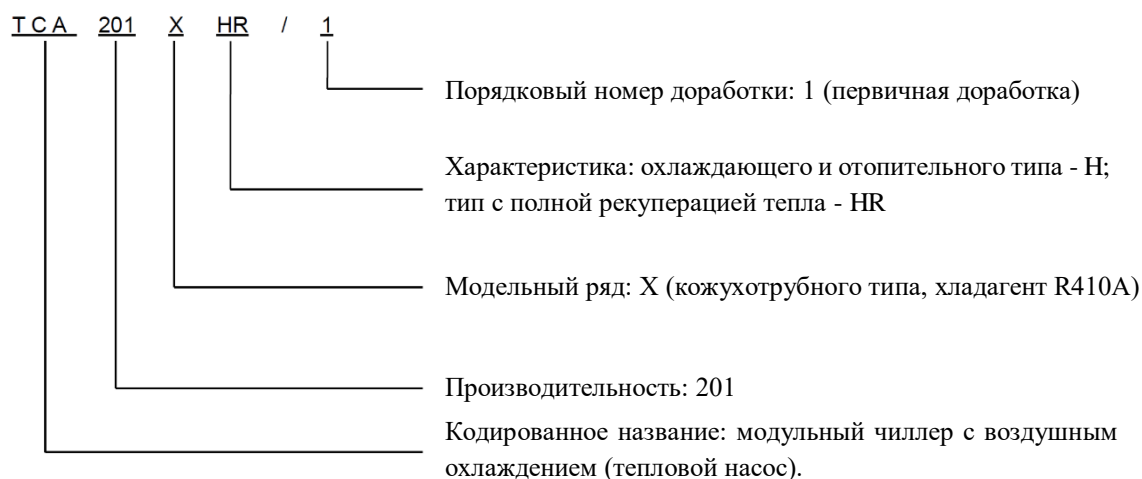 TCA 201 X HR / 1
Порядковый номер доработки: 1 (первичная доработка)
Характеристика: охлаждающего и отопительного типа - H;
тип с полной рекуперацией тепла - HR
Модельный ряд: X (кожухотрубного типа, хладагент R410A)
Производительность: 201
Кодированное название: модульный чиллер с воздушным
охлаждением (тепловой насос).